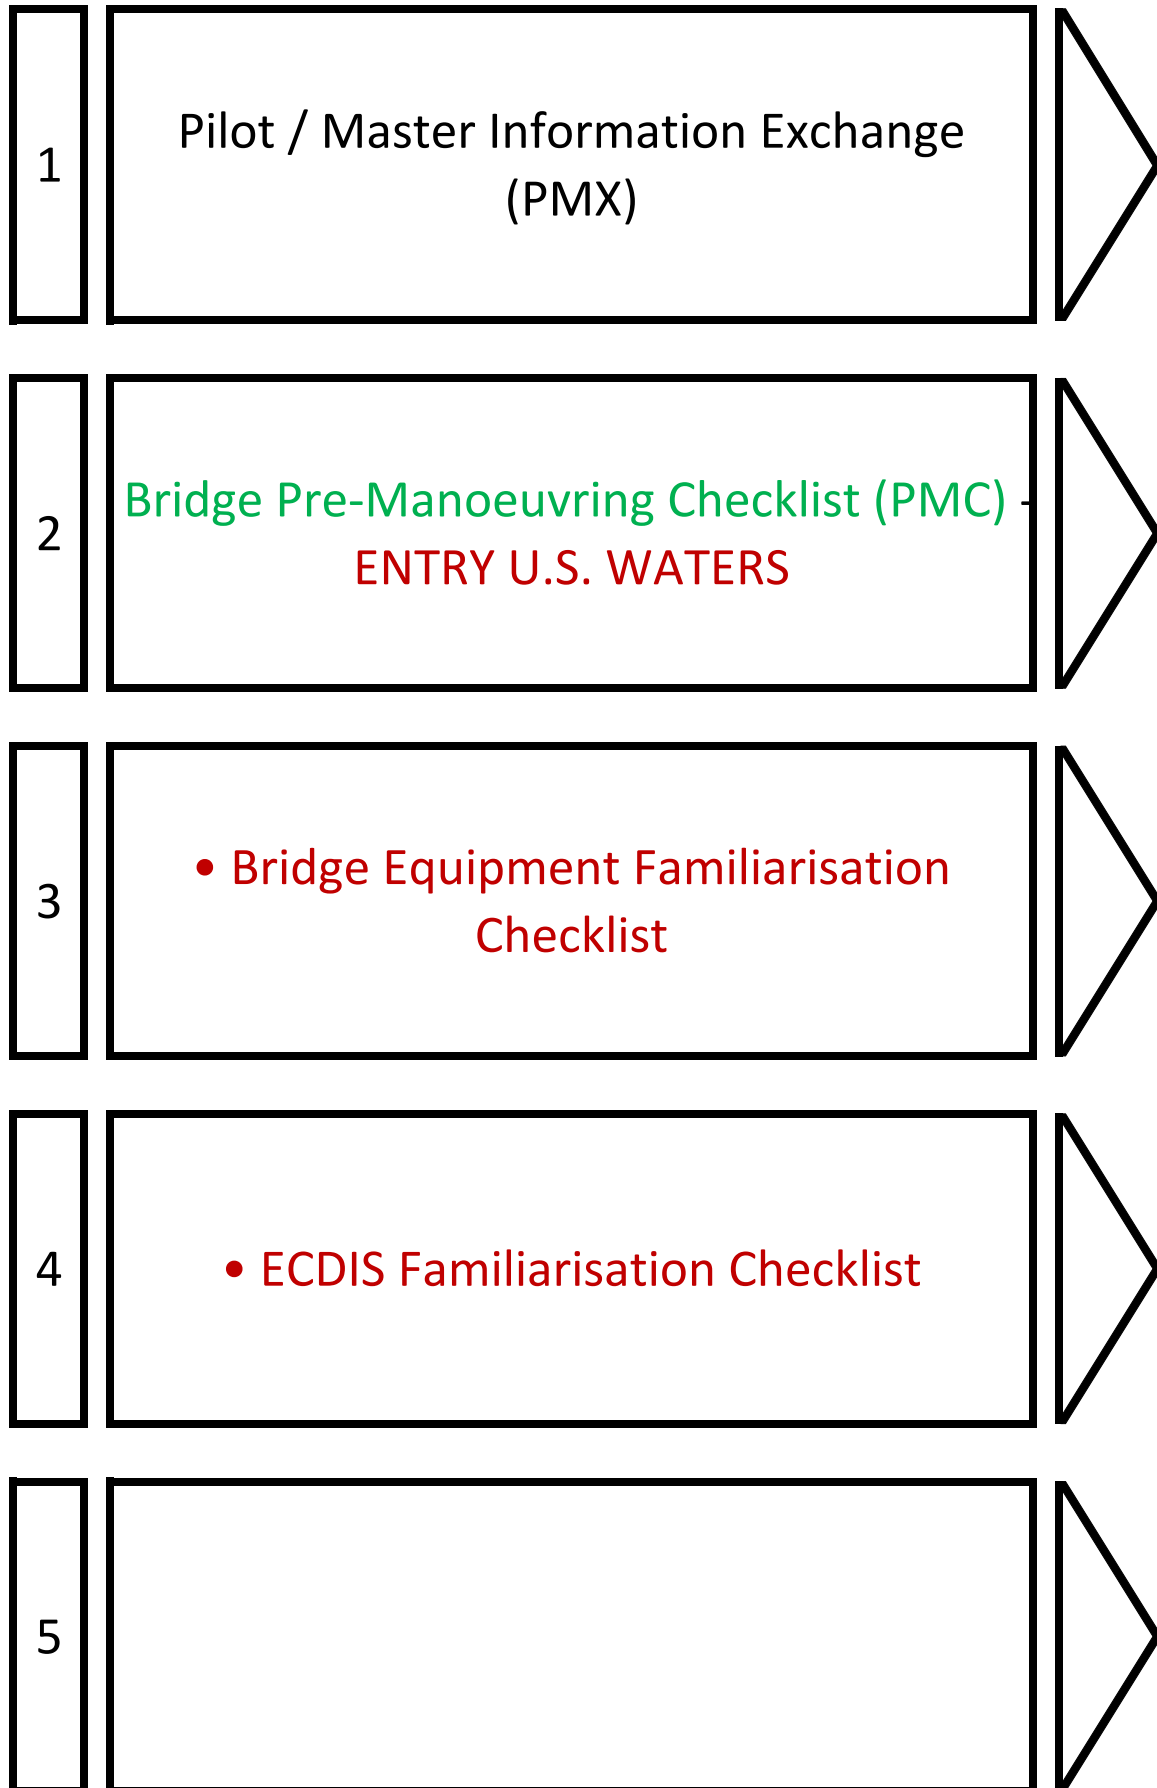 1
Pilot / Master Information Exchange
(PMX)
2
Bridge Pre-Manoeuvring Checklist (PMC) -
ENTRY U.S. WATERS
3
• Bridge Equipment Familiarisation
Checklist
4
• ECDIS Familiarisation Checklist
5